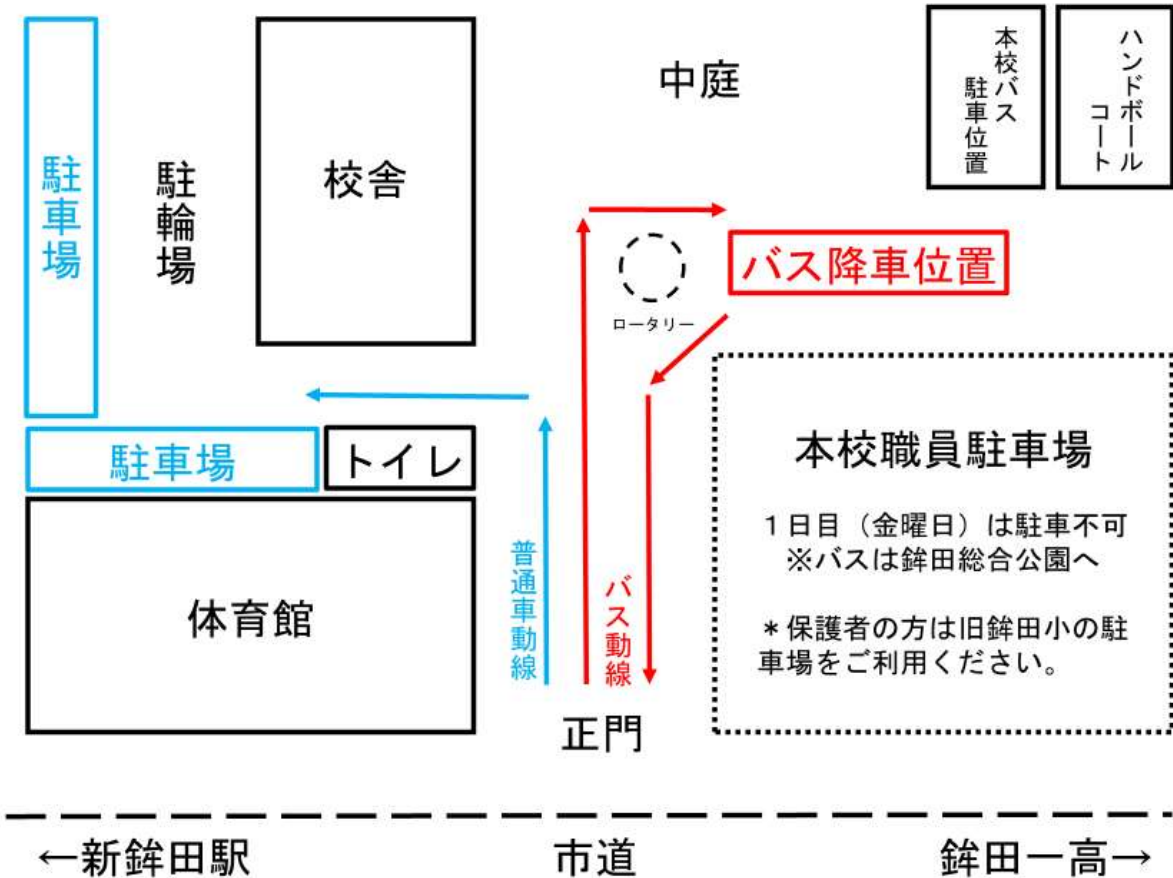 駐車場
駐輪場
校舎
中庭
本校バス
駐車位置
ハンドボール
コート
バス降車位置
ロータリー
駐車場
トイレ
体育館
普通車動線
バス動線
正門
本校職員駐車場
1日目（金曜日）は駐車不可
※バスは鉾田総合公園へ
＊保護者の方は旧鉾田小の駐
車場をご利用ください。
←新鉾田駅
市道
鉾田一高→